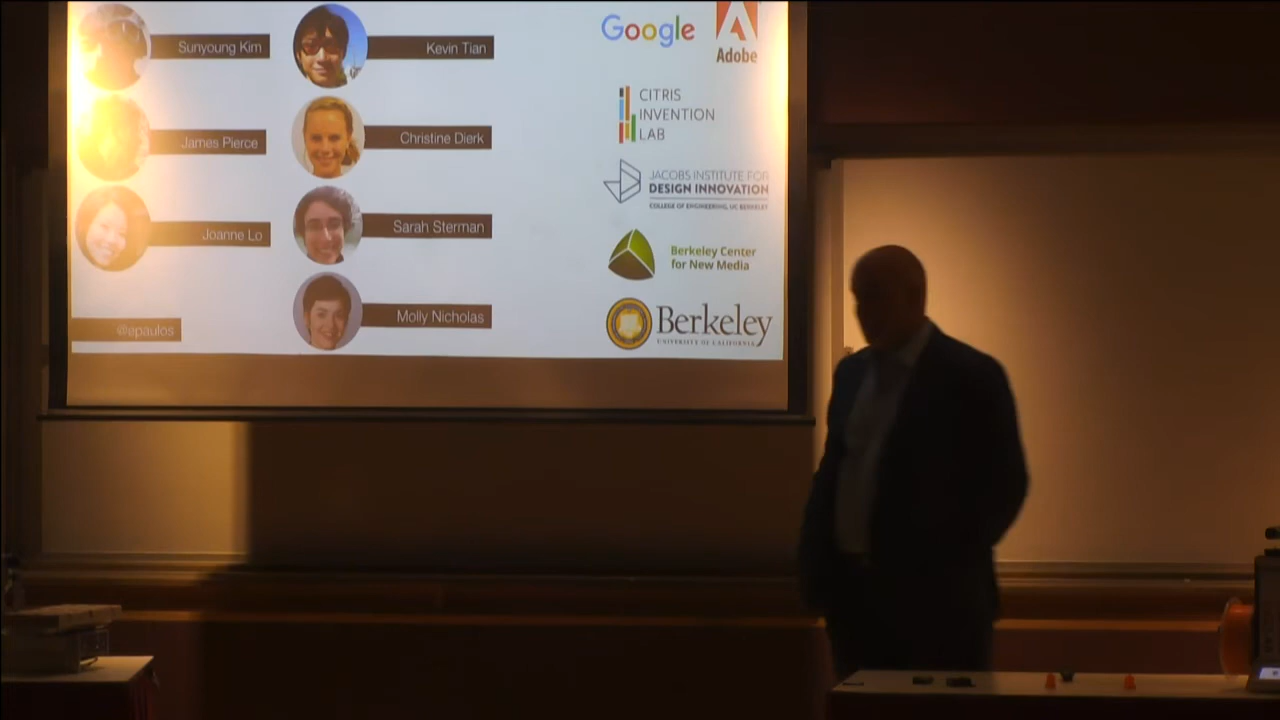 Sunyoung Kim
James Pierce
Joanne Lo
@epaulos
Kevin Tian
Christine Dierk
Sarah Sterman
Molly Nicholas
Google
Adobe
CITRIS
INVENTION
LAB
JACOBS INSTITUTE FOR
DESIGN INNOVATION
COLLEGE OF ENGINEERING, UC BERKELEY
Berkeley Center
for New Media
Berkeley
UNIVERSITY OF CALIFORNIA